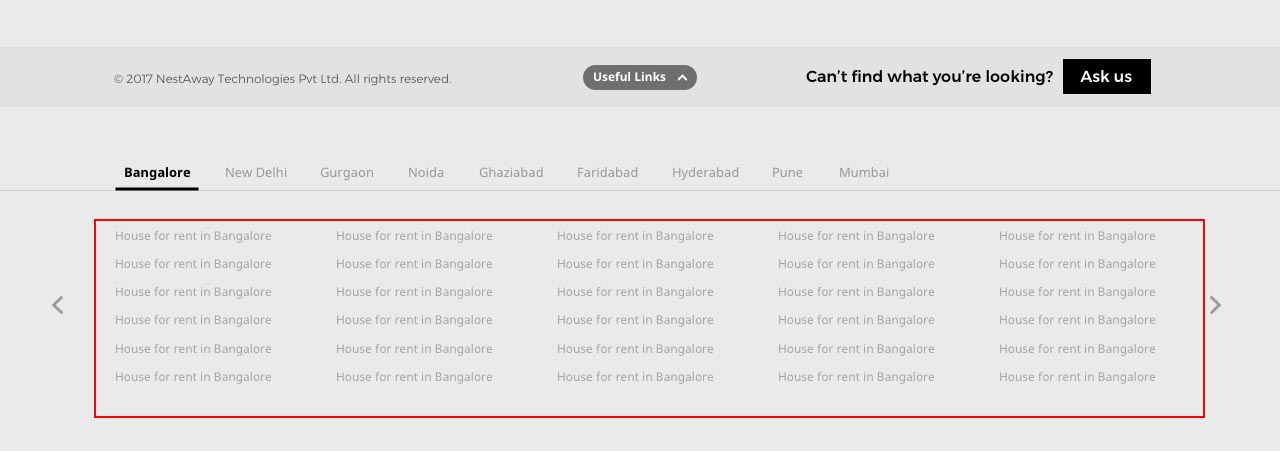 © 2017 NestAway Technologies Pvt Ltd. All rights reserved. Useful Links Can’t find what you’re looking? Ask us
Bangalore New Delhi Gurgaon Noida Ghaziabad Faridabad Hyderabad Pune Mumbai
House for rent in Bangalore House for rent in Bangalore House for rent in Bangalore House for rent in Bangalore House for rent in Bangalore
House for rent in Bangalore House for rent in Bangalore House for rent in Bangalore House for rent in Bangalore House for rent in Bangalore
House for rent in Bangalore House for rent in Bangalore House for rent in Bangalore House for rent in Bangalore House for rent in Bangalore
House for rent in Bangalore House for rent in Bangalore House for rent in Bangalore House for rent in Bangalore House for rent in Bangalore
House for rent in Bangalore House for rent in Bangalore House for rent in Bangalore House for rent in Bangalore House for rent in Bangalore
House for rent in Bangalore House for rent in Bangalore House for rent in Bangalore House for rent in Bangalore House for rent in Bangalore